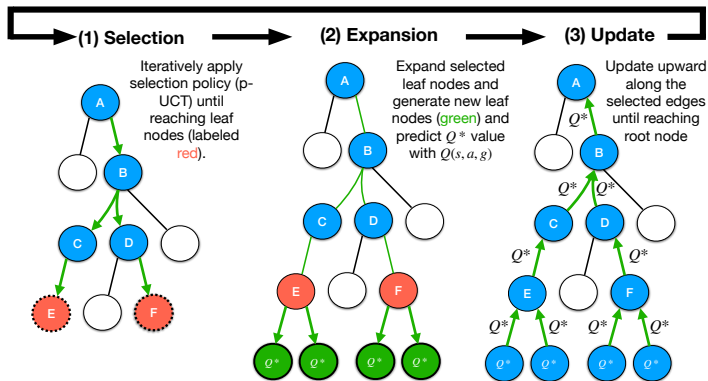 (1) Selection
Iteratively apply
selection policy (p-
UCT) until
reaching leaf
nodes (labeled
red).
A
B
C
D
E
F
(2) Expansion
Expand selected
leaf nodes and
generate new leaf
nodes (green) and
predict Q* value
with Q(s, a, g)
A
B
C
D
E
F
Q*
Q*
Q*
Q*
(3) Update
Update upward
along the
selected edges
until reaching
root node
A
Q*
B
Q*
Q*
C
D
Q*
Q*
E
F
Q*
Q*
Q*
Q*
Q*
Q*
Q*
Q*